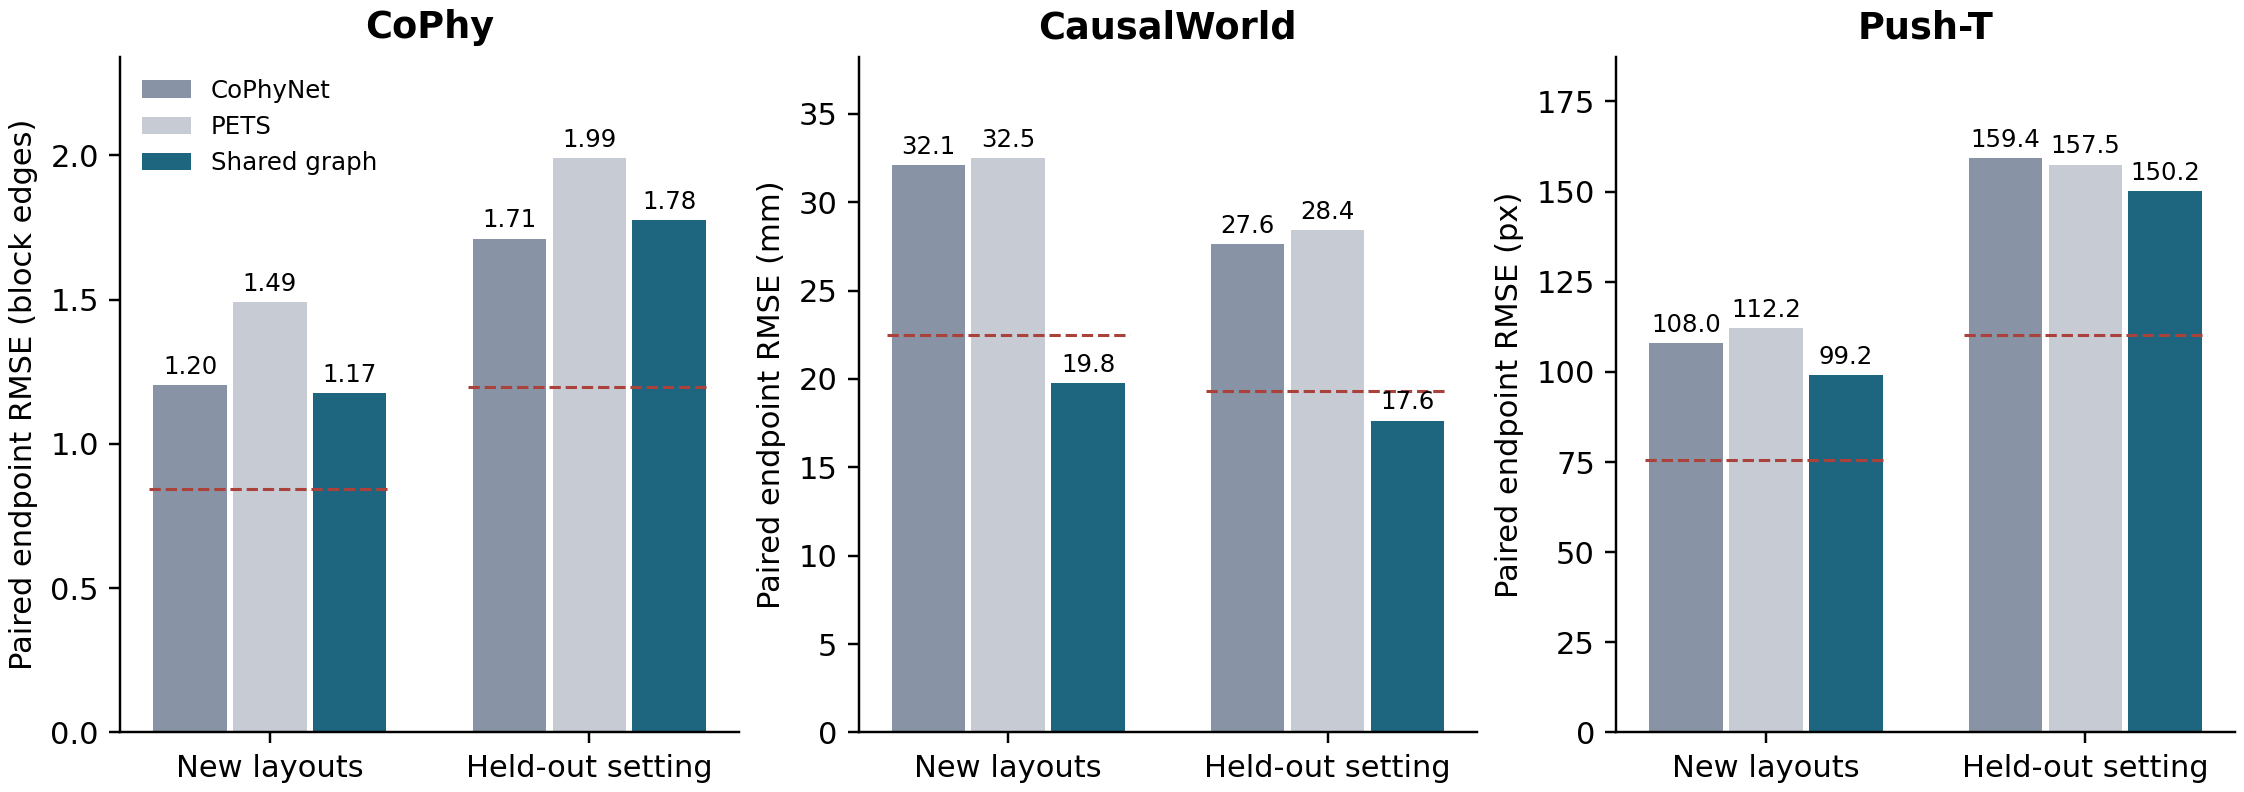 CoPhy
Paired endpoint RMSE (block edges)
2.0
1.5
1.0
0.5
0.0
CoPhyNet
PETS
Shared graph
1.20
1.49
1.17
1.71
1.99
1.78
New layouts
Held-out setting
CausalWorld
Paired endpoint RMSE (mm)
35
30
25
20
15
10
5
0
32.1
32.5
19.8
27.6
28.4
17.6
New layouts
Held-out setting
Push-T
Paired endpoint RMSE (px)
175
150
125
100
75
50
25
0
108.0
112.2
99.2
159.4
157.5
150.2
New layouts
Held-out setting